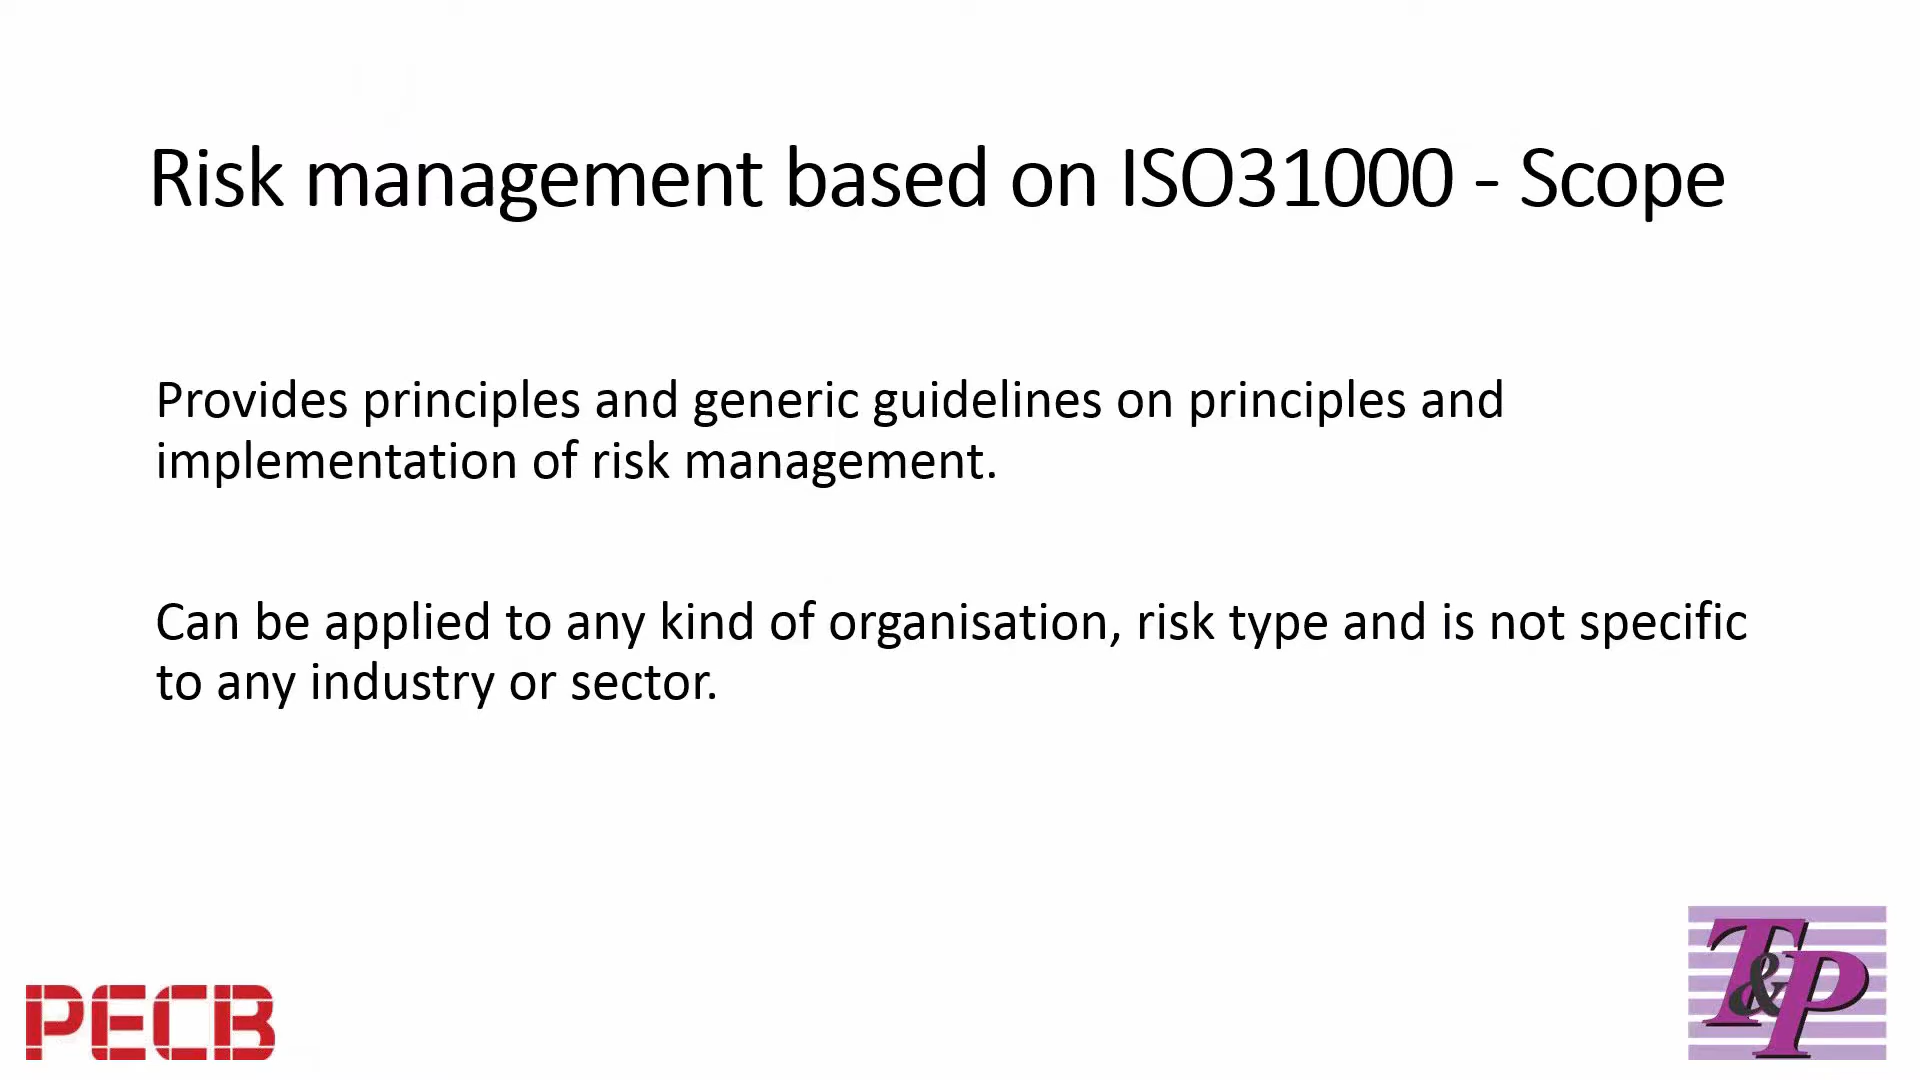 Risk management based on ISO31000 - Scope
Provides principles and generic guidelines on principles and
implementation of risk management.
Can be applied to any kind of organisation, risk type and is not specific
to any industry or sector.
PECB
T&P